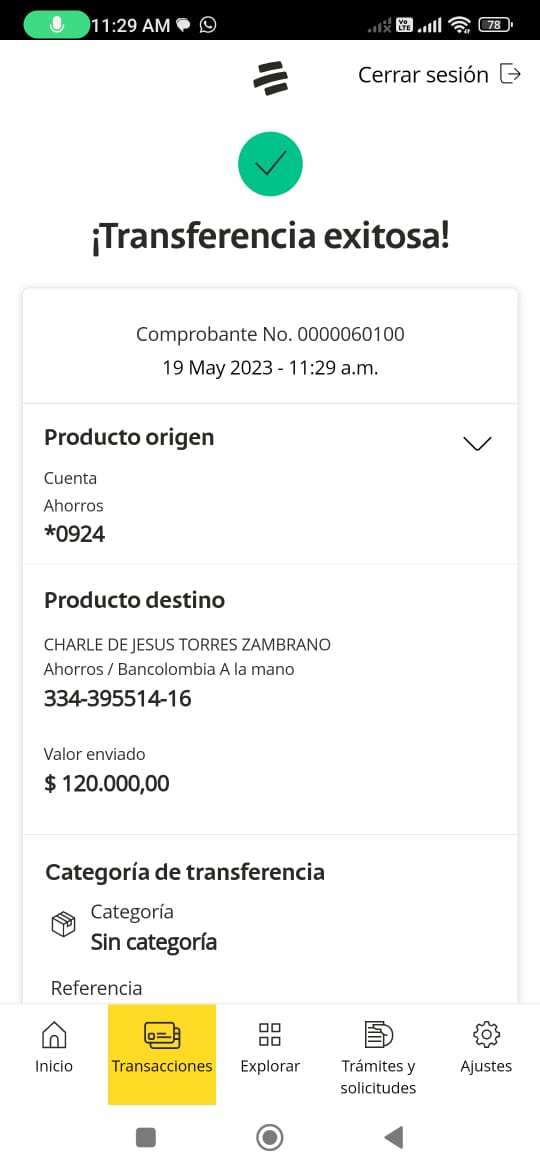 11:29 AM
Vo LTE
78
Cerrar sesión
¡Transferencia exitosa!
Comprobante No. 0000060100
19 May 2023 - 11:29 a.m.
Producto origen
Cuenta
Ahorros
*0924
Producto destino
CHARLE DE JESUS TORRES ZAMBRANO
Ahorros / Bancolombia A la mano
334-395514-16
Valor enviado
$ 120.000,00
Categoría de transferencia
Categoría
Sin categoría
Referencia
Inicio
Transacciones
Explorar
Trámites y
solicitudes
Ajustes